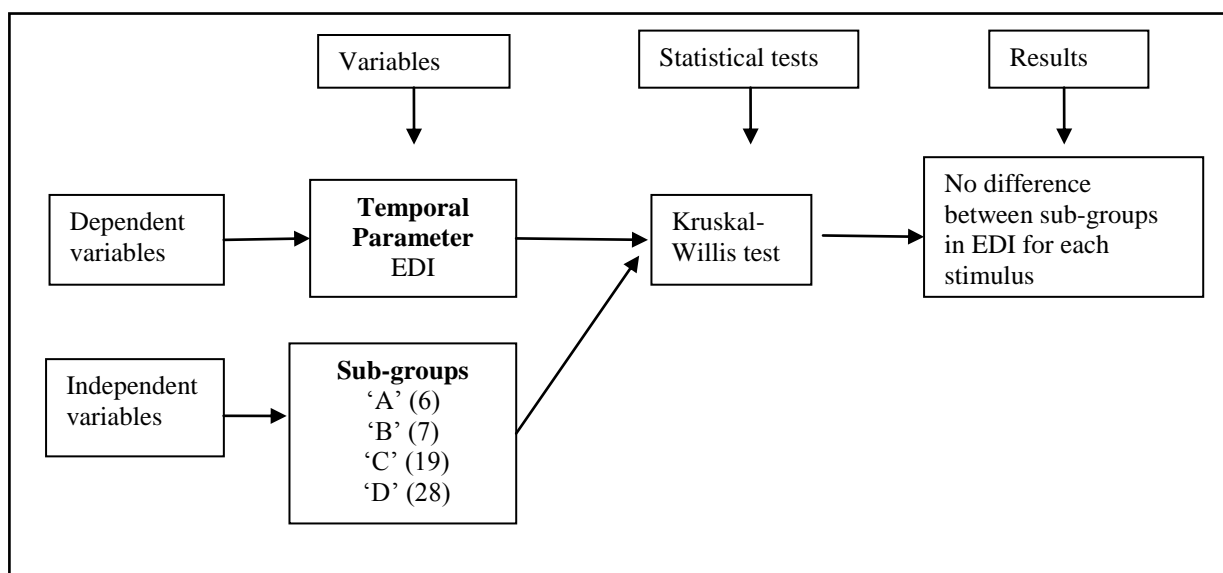 Variables
Statistical tests
Results
Dependent
variables
Temporal
Parameter
EDI
Kruskal-
Willis test
No difference
between sub-groups
in EDI for each
stimulus
Independent
variables
Sub-groups
‘A’ (6)
‘B’ (7)
‘C’ (19)
‘D’ (28)